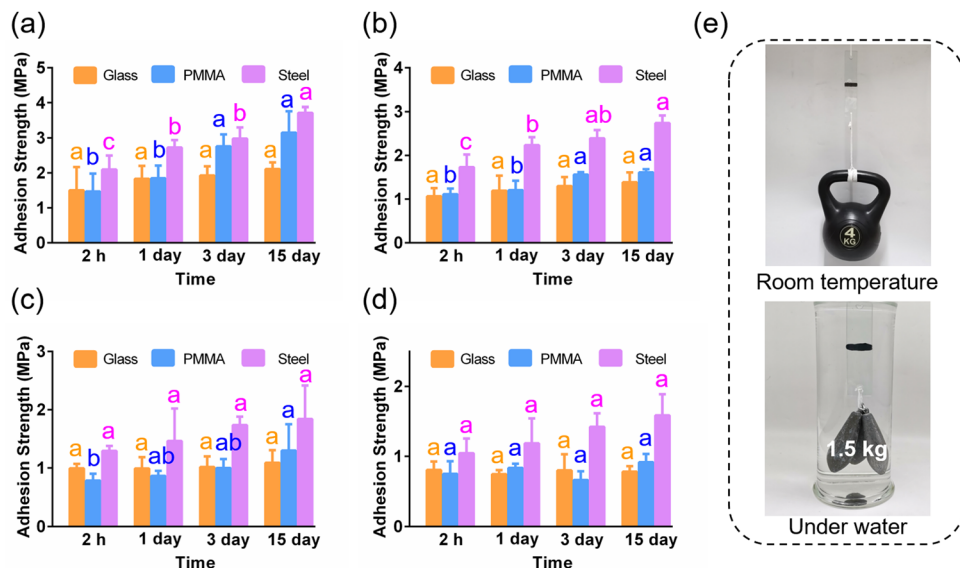 (a)
Adhesion Strength (MPa)
5
4
3
2
1
0
Glass PMMA Steel
a b c
a b b
a a b
a a a
2 h 1 day 3 day 15 day
Time
(b)
Adhesion Strength (MPa)
4
3
2
1
0
Glass PMMA Steel
a b c
a b b
a a ab
a a a
2 h 1 day 3 day 15 day
Time
(c)
Adhesion Strength (MPa)
3
2
1
0
Glass PMMA Steel
a b a
a ab a
a ab a
a a a
2 h 1 day 3 day 15 day
Time
(d)
Adhesion Strength (MPa)
2
1
0
Glass PMMA Steel
a a a
a a a
a a a
a a a
2 h 1 day 3 day 15 day
Time
(e)
4
KG
Room temperature
1.5 kg
Under water